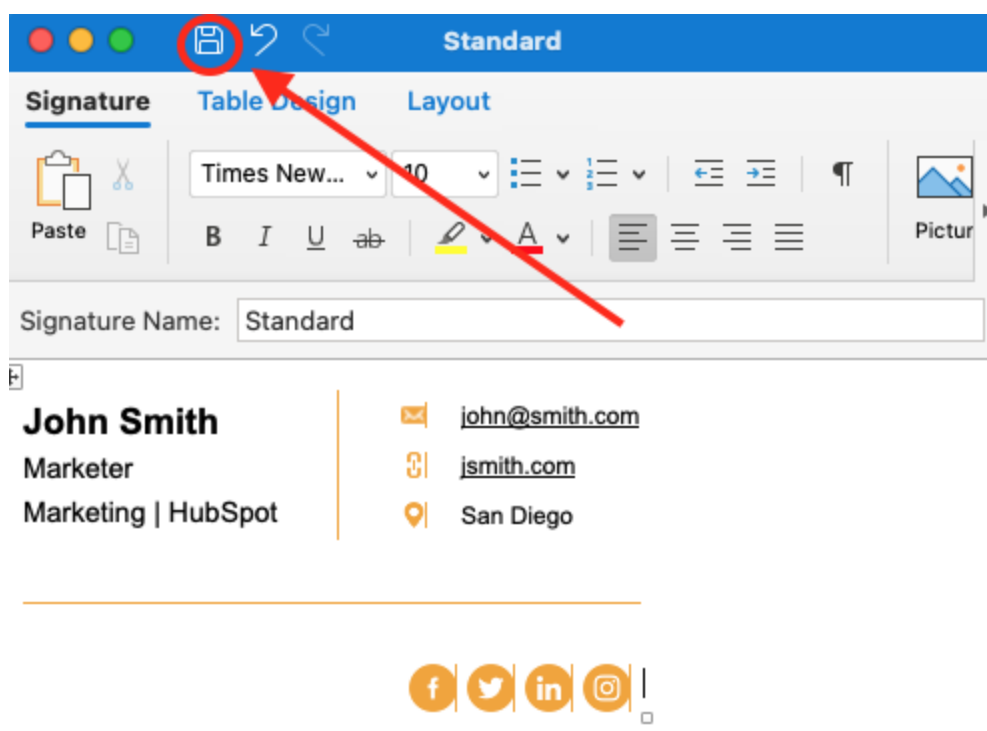 Standard
Signature Table Design Layout
Times New... 10
Paste B I U ab A Pictur
Signature Name: Standard
John Smith john@smith.com
Marketer jsmith.com
Marketing | HubSpot San Diego